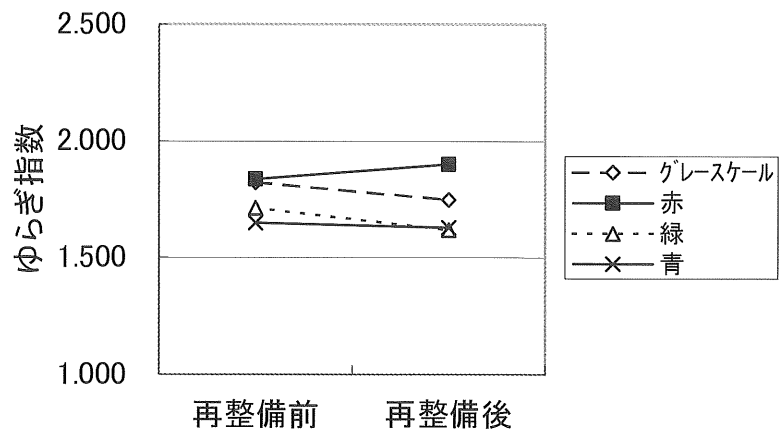 2.500
2.000
1.500
1.000
ゆらぎ指数
再整備前
再整備後
ｸﾞﾚｰｽｹｰﾙ
赤
緑
青